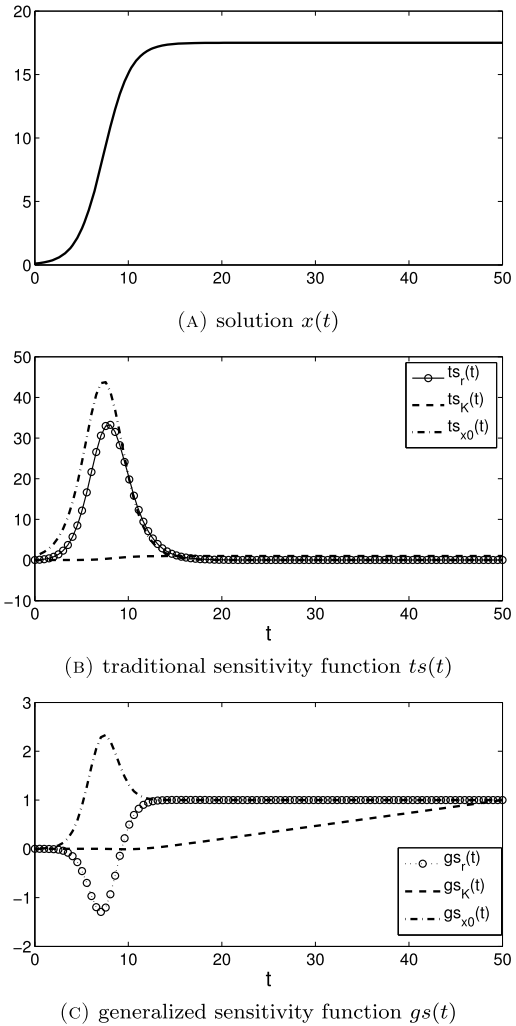 20
15
10
5
0
0 10 20 30 40 50
(A) solution x(t)
50
40
30
20
10
0
−10
0 10 20 30 40 50
ts_r(t)
ts_K(t)
ts_x0(t)
t
(B) traditional sensitivity function ts(t)
3
2
1
0
−1
−2
0 10 20 30 40 50
gs_r(t)
gs_K(t)
gs_x0(t)
t
(C) generalized sensitivity function gs(t)